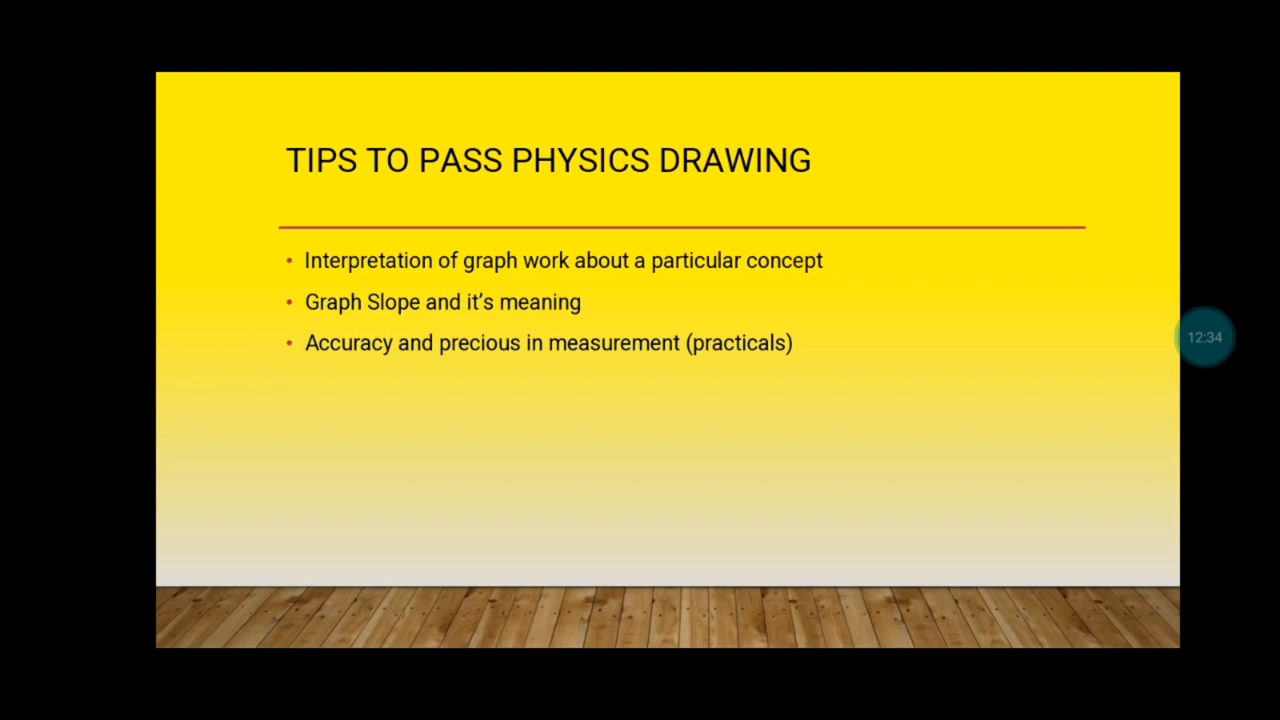 TIPS TO PASS PHYSICS DRAWING
• Interpretation of graph work about a particular concept
• Graph Slope and it’s meaning
• Accuracy and precious in measurement (practicals)
12:34